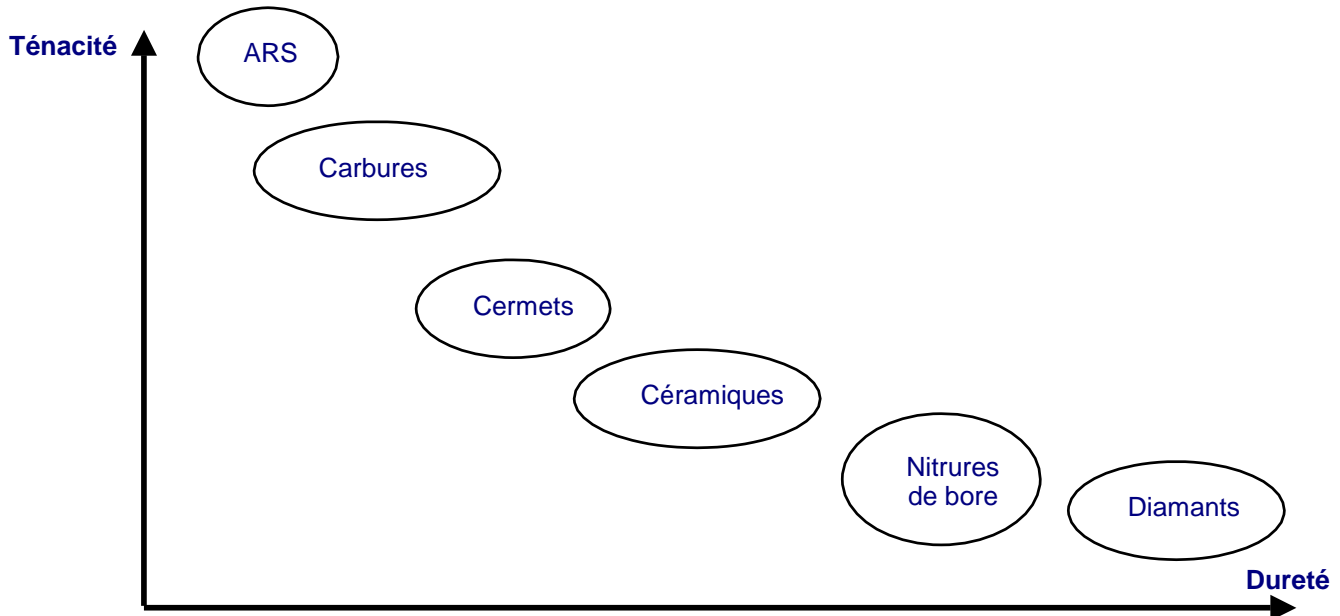 Ténacité
ARS
Carbures
Cermets
Céramiques
Nitrures
de bore
Diamants
Dureté